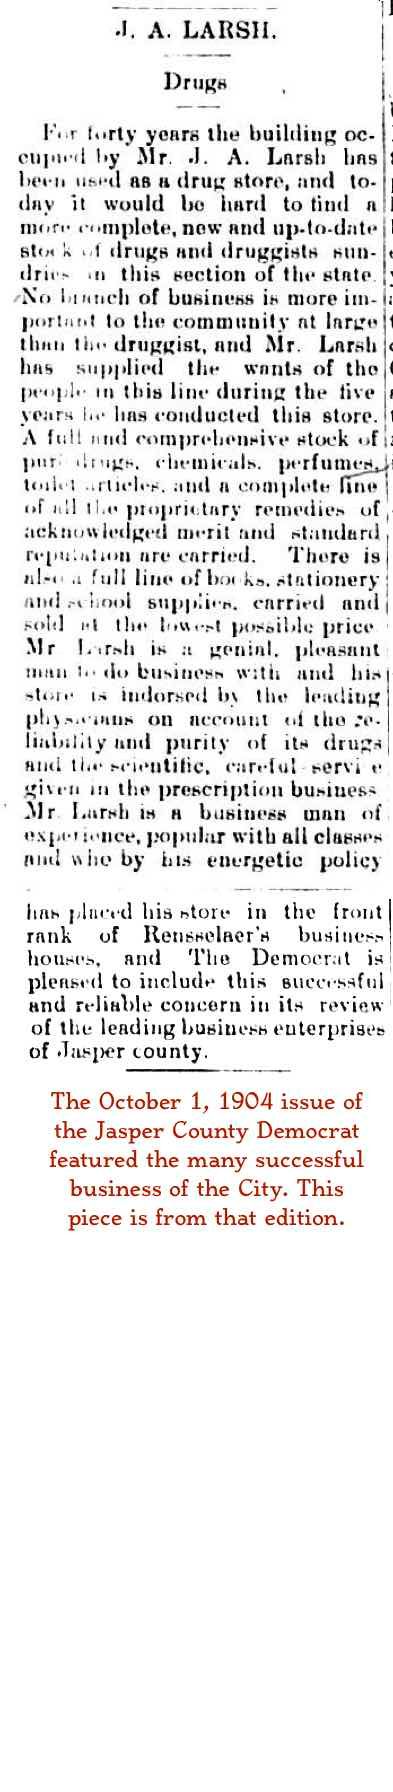 J. A. LARSH.
Drugs
For forty years the building oc-
cupied by Mr. J. A. Larsh has
been used as a drug store, and to-
day it would be hard to find a
more complete, new and up-to-date
stock of drugs and druggists sun-
dries in this section of the state.
No branch of business is more im-
portant to the community at large
than the druggist, and Mr. Larsh
has supplied the wants of the
people in this line during the five
years he has conducted this store.
A full and comprehensive stock of
pure drugs, chemicals, perfumes,
toilet articles, and a complete line
of all the proprietary remedies of
acknowledged merit and standard
reputation are carried. There is
also a full line of books, stationery
and school supplies, carried and
sold at the lowest possible price
Mr Larsh is a genial, pleasant
man to do business with and his
store is indorsed by the leading
physicians on account of the re-
liability and purity of its drugs
and the scientific, careful service
given in the prescription business
Mr. Larsh is a business man of
experience, popular with all classes
and who by his energetic policy
has placed his store in the front
rank of Rensselaer's business
houses, and The Democrat is
pleased to include this successful
and reliable concern in its review
of the leading business enterprises
of Jasper county.
The October 1, 1904 issue of
the Jasper County Democrat
featured the many successful
business of the City. This
piece is from that edition.